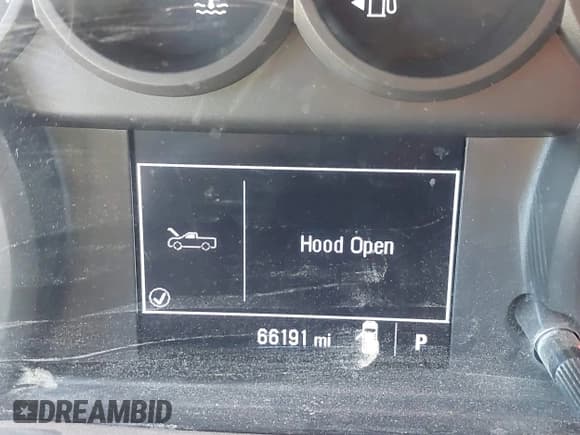 Hood Open
66191 mi
P
DREAMBID